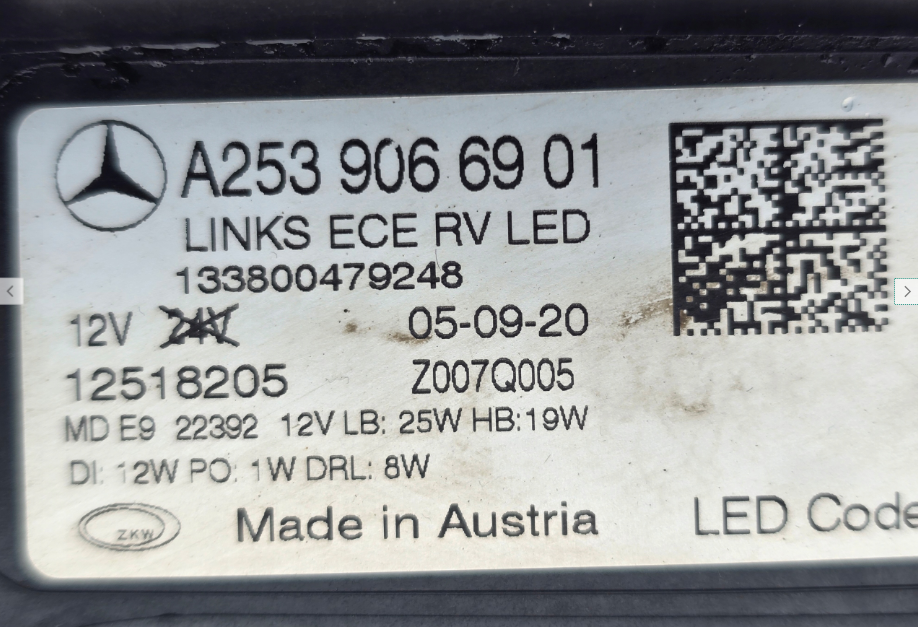 A253 906 69 01
LINKS ECE RV LED
133800479248
12V 24V 05-09-20
12518205 Z007Q005
MD E9 22392 12V LB: 25W HB:19W
DI: 12W PO: 1W DRL: 8W
ZKW Made in Austria LED Code